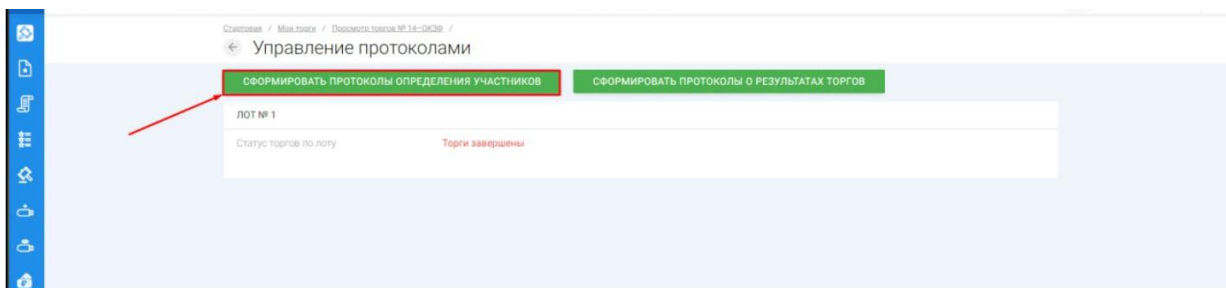 Стартовая / Мои торги / Просмотр торгов № 14-ОКЗФ /
Управление протоколами
СФОРМИРОВАТЬ ПРОТОКОЛЫ ОПРЕДЕЛЕНИЯ УЧАСТНИКОВ СФОРМИРОВАТЬ ПРОТОКОЛЫ О РЕЗУЛЬТАТАХ ТОРГОВ
ЛОТ № 1
Статус торгов по лоту Торги завершены